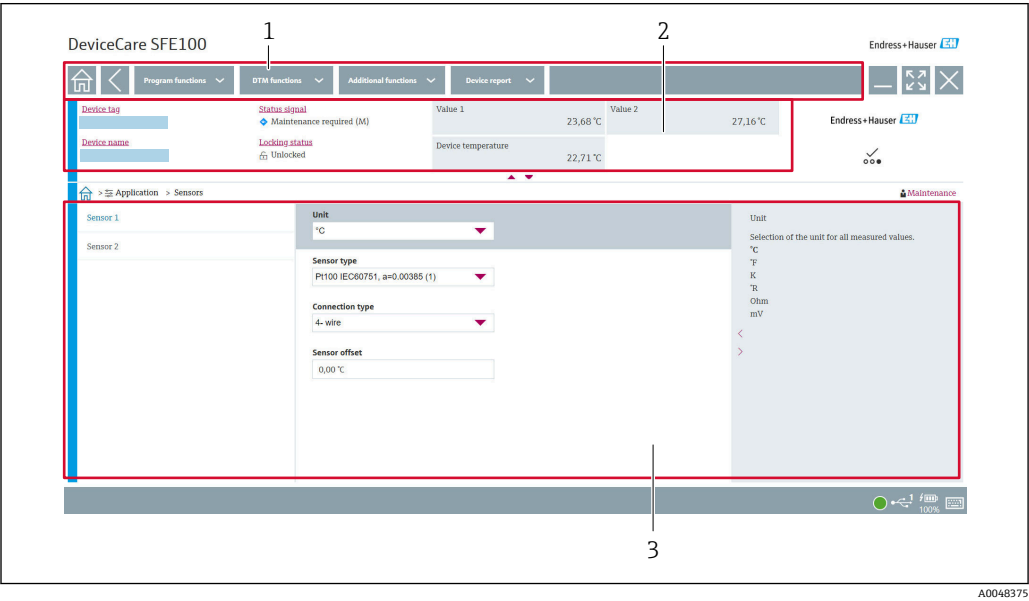 1
2
DeviceCare SFE100
Endress+Hauser EH
Program functions
DTM functions
Additional functions
Device report
Device tag
Status signal
Maintenance required (M)
Value 1
23,68 °C
Value 2
27,16 °C
Endress+Hauser EH
Device name
Locking status
Unlocked
Device temperature
22,71 °C
> Application > Sensors
Maintenance
Sensor 1
Sensor 2
Unit
°C
Sensor type
Pt100 IEC60751, a=0.00385 (1)
Connection type
4- wire
Sensor offset
0,00 °C
Unit
Selection of the unit for all measured values.
°C
°F
K
°R
Ohm
mV
<
>
1
100%
3
A0048375